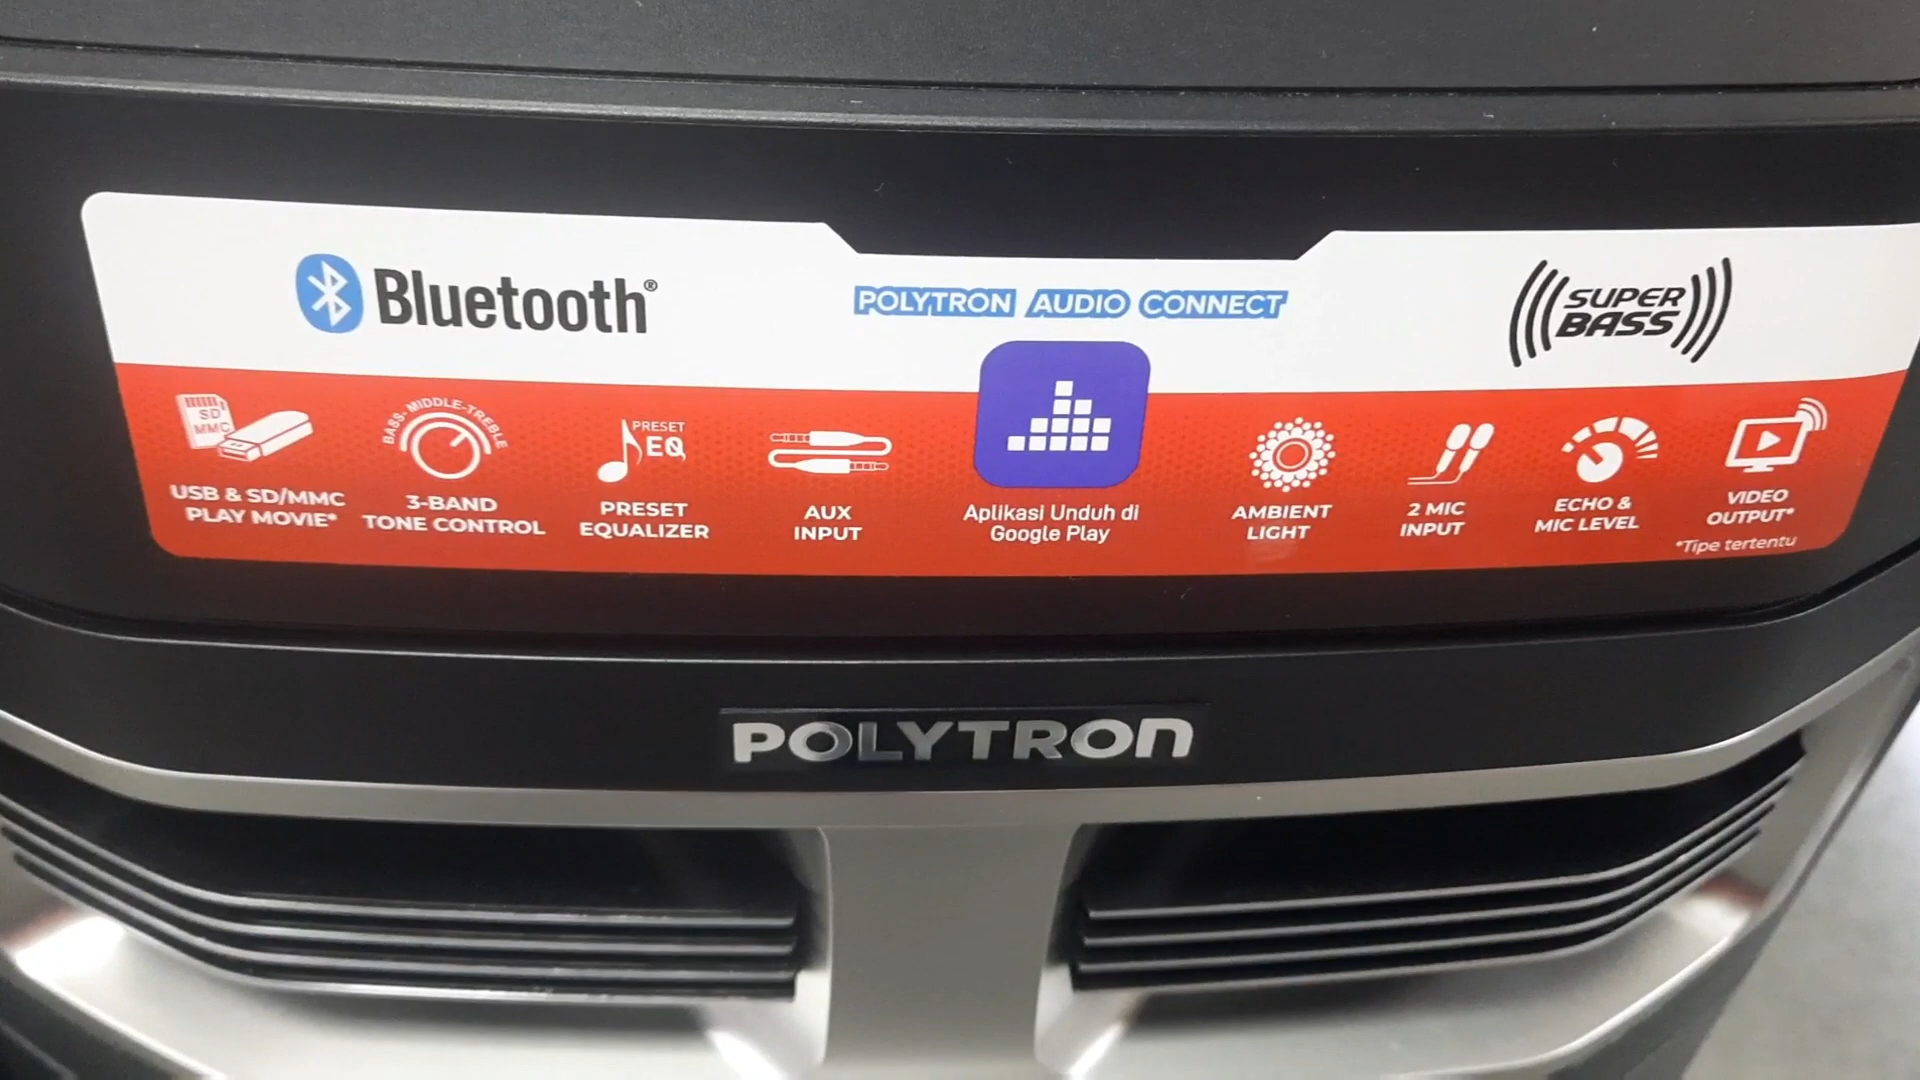 Bluetooth®
POLYTRON AUDIO CONNECT
SUPER
BASS
SD
MMC
USB & SD/MMC
PLAY MOVIE*
BASS-MIDDLE-TREBLE
3-BAND
TONE CONTROL
PRESET
EQ
PRESET
EQUALIZER
AUX
INPUT
Aplikasi Unduh di
Google Play
AMBIENT
LIGHT
2 MIC
INPUT
ECHO &
MIC LEVEL
VIDEO
OUTPUT*
*Tipe tertentu
POLYTRON